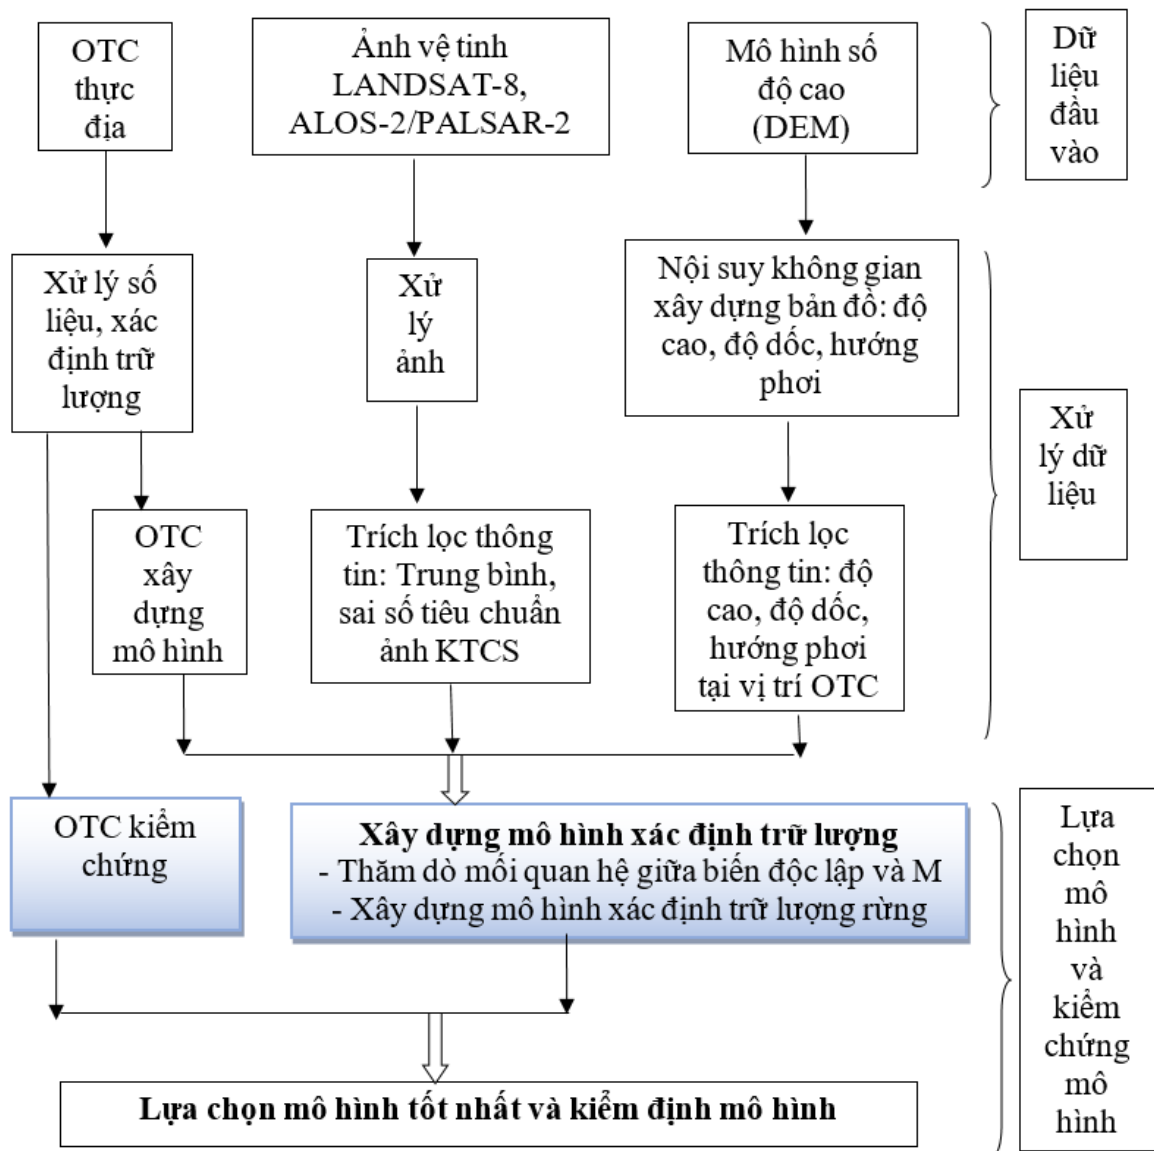 OTC
thực
địa
Ảnh vệ tinh
LANDSAT-8,
ALOS-2/PALSAR-2
Mô hình số
độ cao
(DEM)
Dữ
liệu
đầu
vào
Xử lý số
liệu, xác
định trữ
lượng
Xử
lý
ảnh
Nội suy không gian
xây dựng bản đồ: độ
cao, độ dốc, hướng
phơi
Xử
lý dữ
liệu
OTC
xây
dựng
mô hình
Trích lọc thông
tin: Trung bình,
sai số tiêu chuẩn
ảnh KTCS
Trích lọc
thông tin: độ
cao, độ dốc,
hướng phơi
tại vị trí OTC
OTC kiểm
chứng
Xây dựng mô hình xác định trữ lượng
- Thăm dò mối quan hệ giữa biến độc lập và M
- Xây dựng mô hình xác định trữ lượng rừng
Lựa
chọn
mô
hình
và
kiểm
chứng
mô
hình
Lựa chọn mô hình tốt nhất và kiểm định mô hình